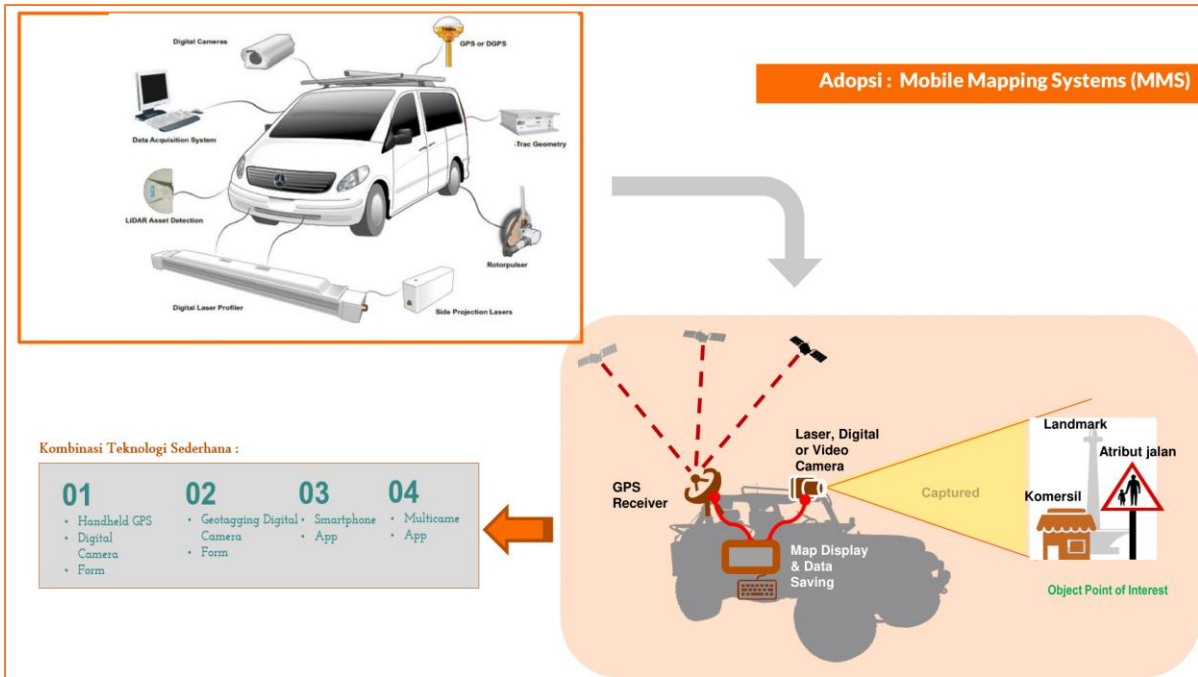 Adopsi : Mobile Mapping Systems (MMS)
Digital Cameras
GPS or DGPS
Data Acquisition System
-Trac Geometry
LiDAR Asset Detection
Rotorpulser
Digital Laser Profiler
Side Projection Lasers
Laser, Digital
or Video
Camera
GPS
Receiver
Captured
Landmark
Atribut jalan
Komersil
Map Display
& Data
Saving
Object Point of Interest
Kombinasi Teknologi Sederhana :
01
• Handheld GPS
• Digital
Camera
• Form
02
• Geotagging Digital
Camera
• Form
03
• Smartphone
• App
04
• Multicame
• App